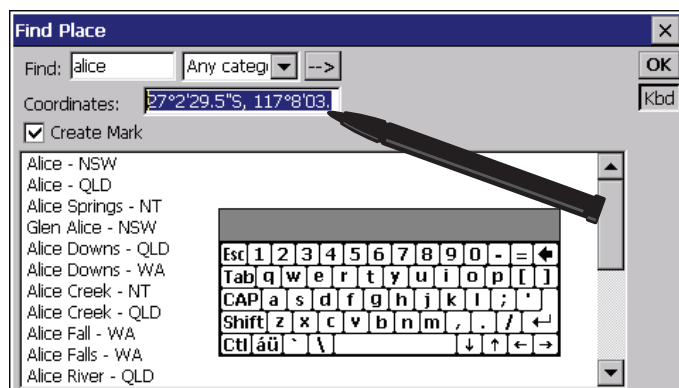 Find Place
Find: alice Any categ -->
OK
Coordinates: 27°2'29.5"S, 117°8'03.
Kbd
Create Mark
Alice - NSW
Alice - QLD
Alice Springs - NT
Glen Alice - NSW
Alice Downs - QLD
Alice Downs - WA
Alice Creek - NT
Alice Creek - QLD
Alice Fall - WA
Alice Falls - WA
Alice River - QLD
Esc 1 2 3 4 5 6 7 8 9 0 - =
Tab q w e r t y u i o p [ ]
CAP a s d f g h j k l ; '
Shift z x c v b n m , . /
Ctl áü ` \